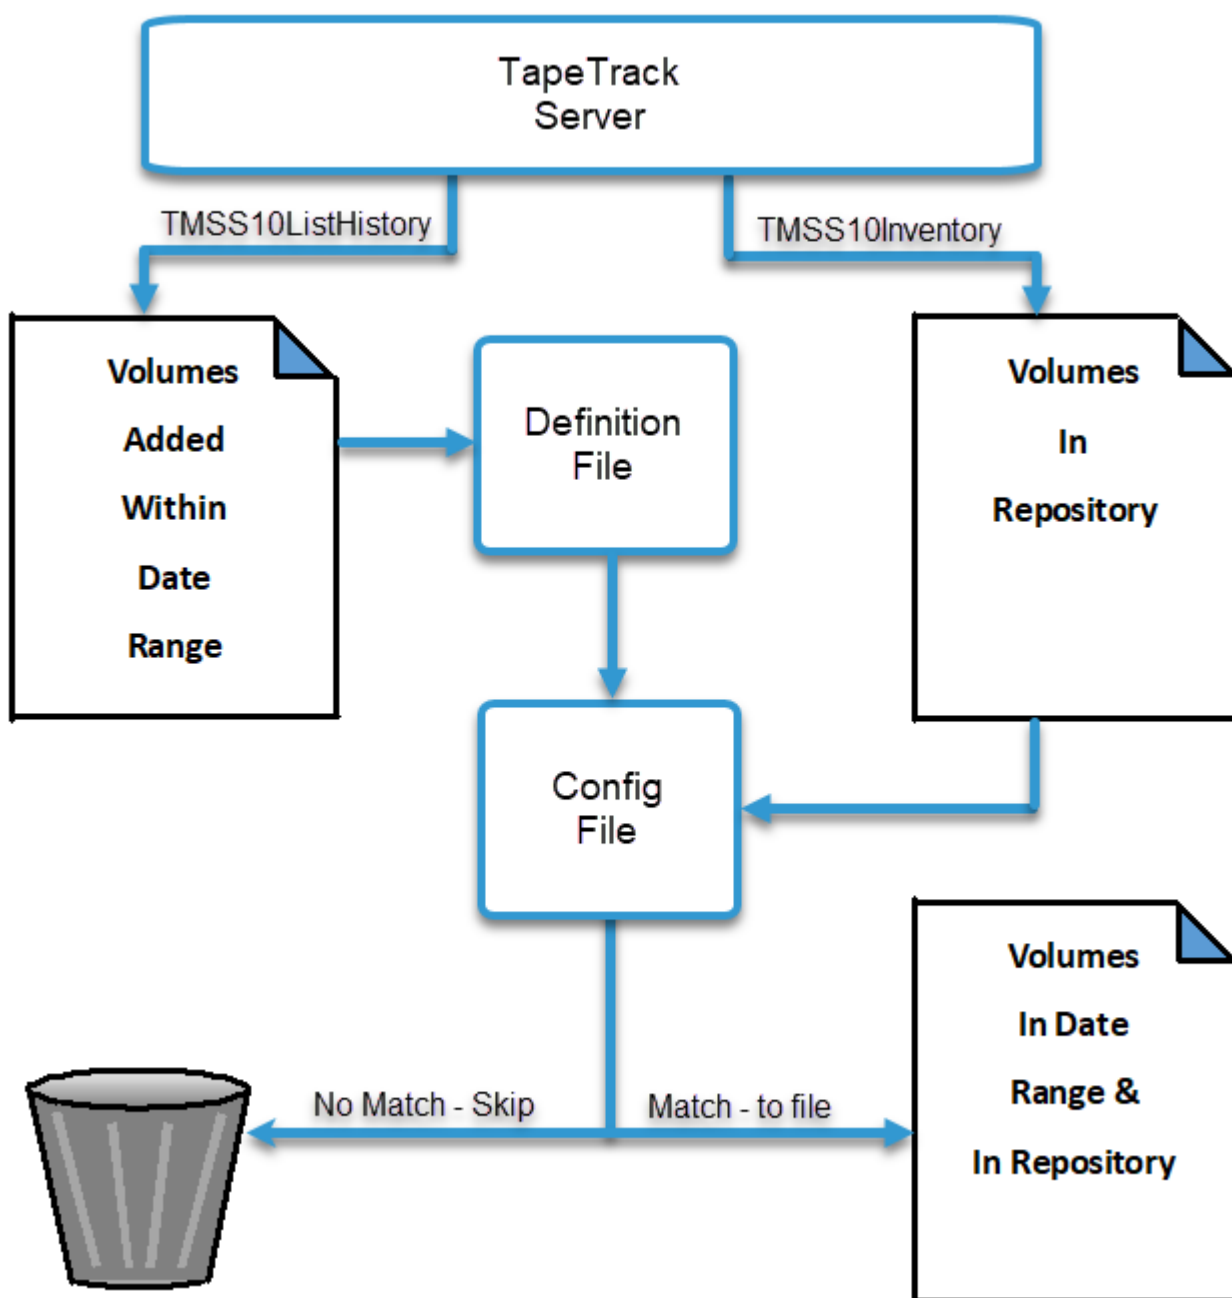 TapeTrack
Server
TMSS10ListHistory
TMSS10Inventory
Volumes
Added
Within
Date
Range
Definition
File
Volumes
In
Repository
Config
File
No Match - Skip
Match - to file
Volumes
In Date
Range &
In Repository